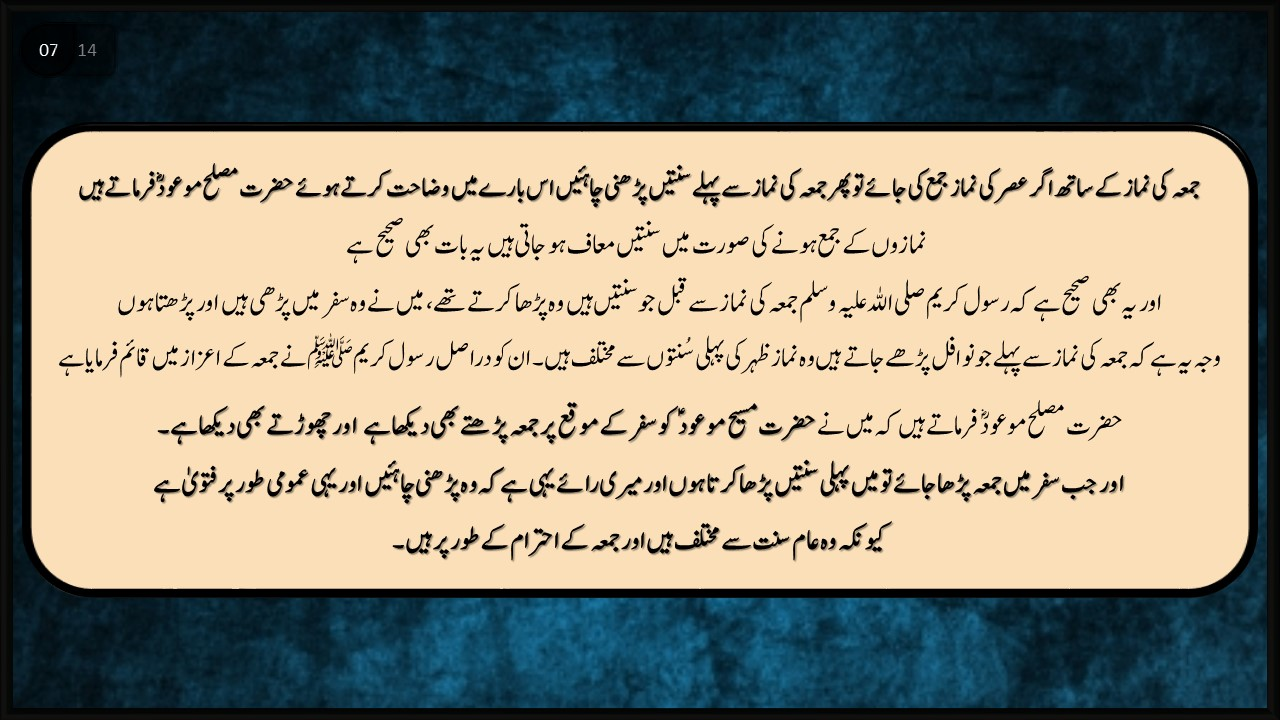 07 14
جمعہ کی نماز کے ساتھ اگر عصر کی نماز جمع کی جائے تو پھر جمعہ کی نماز سے پہلے سنتیں پڑھنی چاہئیں اس بارے میں وضاحت کرتے ہوئے حضرت مصلح موعودؓ فرماتے ہیں
نمازوں کے جمع ہونے کی صورت میں سنتیں معاف ہو جاتی ہیں یہ بات بھی صحیح ہے
اور یہ بھی صحیح ہے کہ رسول کریم صلی اللہ علیہ وسلم جمعہ کی نماز سے قبل جو سنتیں ہیں وہ پڑھا کرتے تھے، میں نے وہ سفر میں پڑھی ہیں اور پڑھتا ہوں
وجہ یہ ہے کہ جمعہ کی نماز سے پہلے جو نوافل پڑھے جاتے ہیں وہ نماز ظہر کی پہلی سُنتوں سے مختلف ہیں۔ ان کو دراصل رسول کریم ﷺ نے جمعہ کے اعزاز میں قائم فرمایا ہے
حضرت مصلح موعودؓ فرماتے ہیں کہ میں نے حضرت مسیح موعودؑ کو سفر کے موقع پر جمعہ پڑھتے بھی دیکھا ہے اور چھوڑتے بھی دیکھا ہے۔
اور جب سفر میں جمعہ پڑھا جائے تو میں پہلی سنتیں پڑھا کرتا ہوں اور میری رائے یہی ہے کہ وہ پڑھنی چاہئیں اور یہی عمومی طور پر فتویٰ ہے
کیونکہ وہ عام سنت سے مختلف ہیں اور جمعہ کے احترام کے طور پر ہیں۔